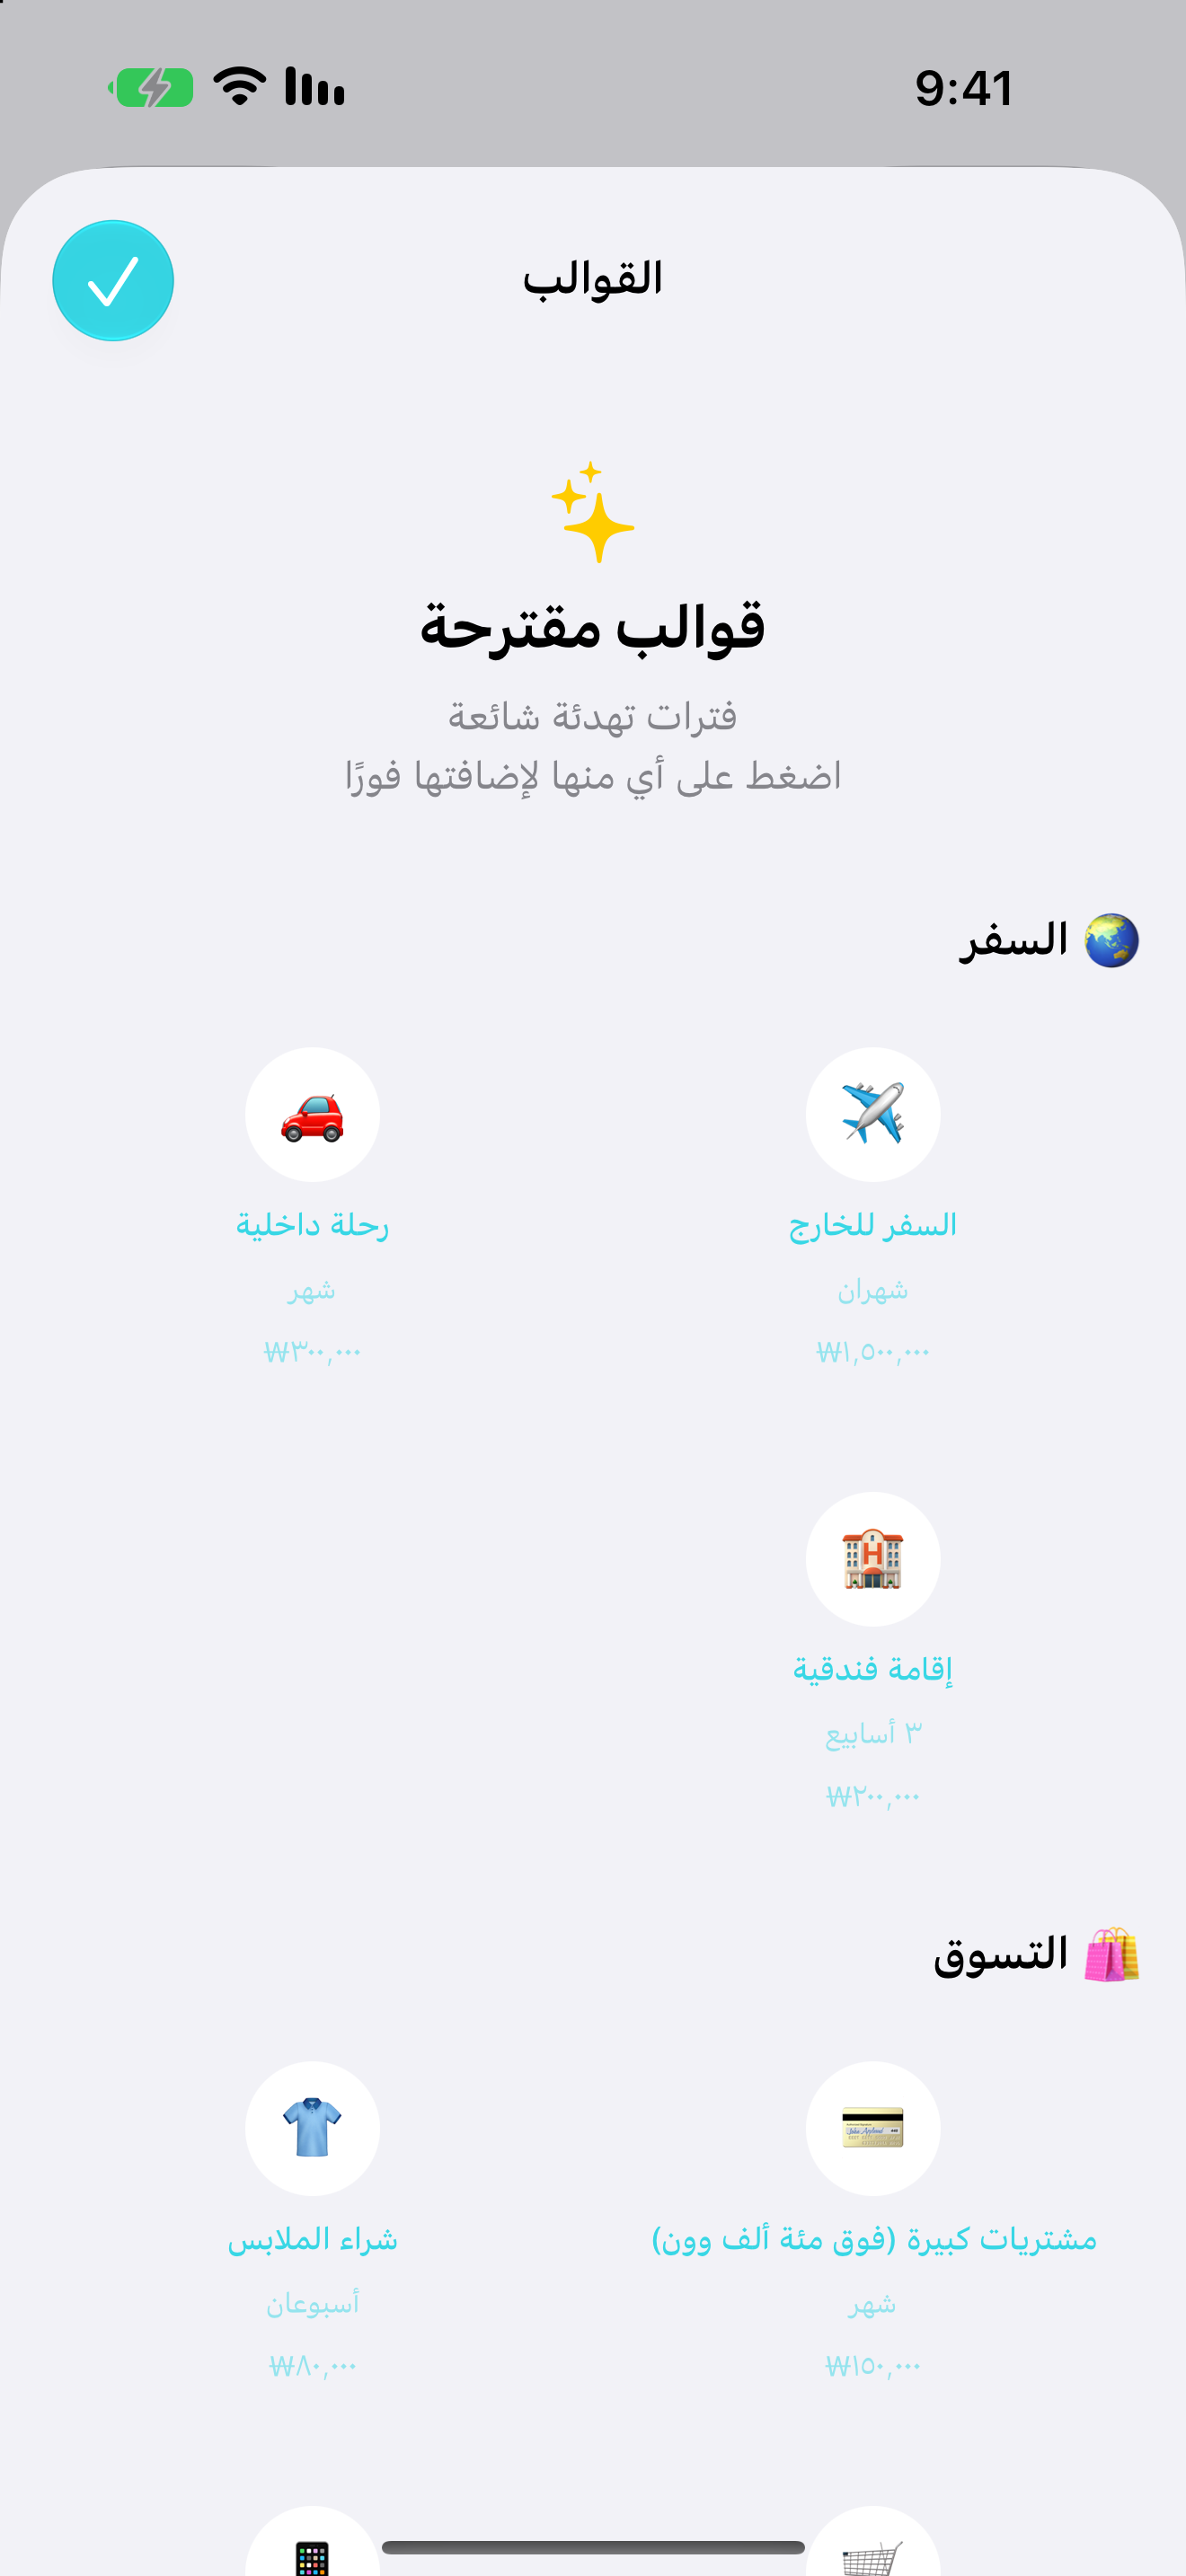 9:41
القوالب
قوالب مقترحة
فترات تهدئة شائعة
اضغط على أي منها لإضافتها فورًا
🌏 السفر
السفر للخارج
شهران
₩١,٥٠٠,٠٠٠
رحلة داخلية
شهر
₩٣٠٠,٠٠٠
إقامة فندقية
٣ أسابيع
₩٢٠٠,٠٠٠
🛍️ التسوق
مشتريات كبيرة (فوق مئة ألف وون)
شهر
₩١٥٠,٠٠٠
شراء الملابس
أسبوعان
₩٨٠,٠٠٠